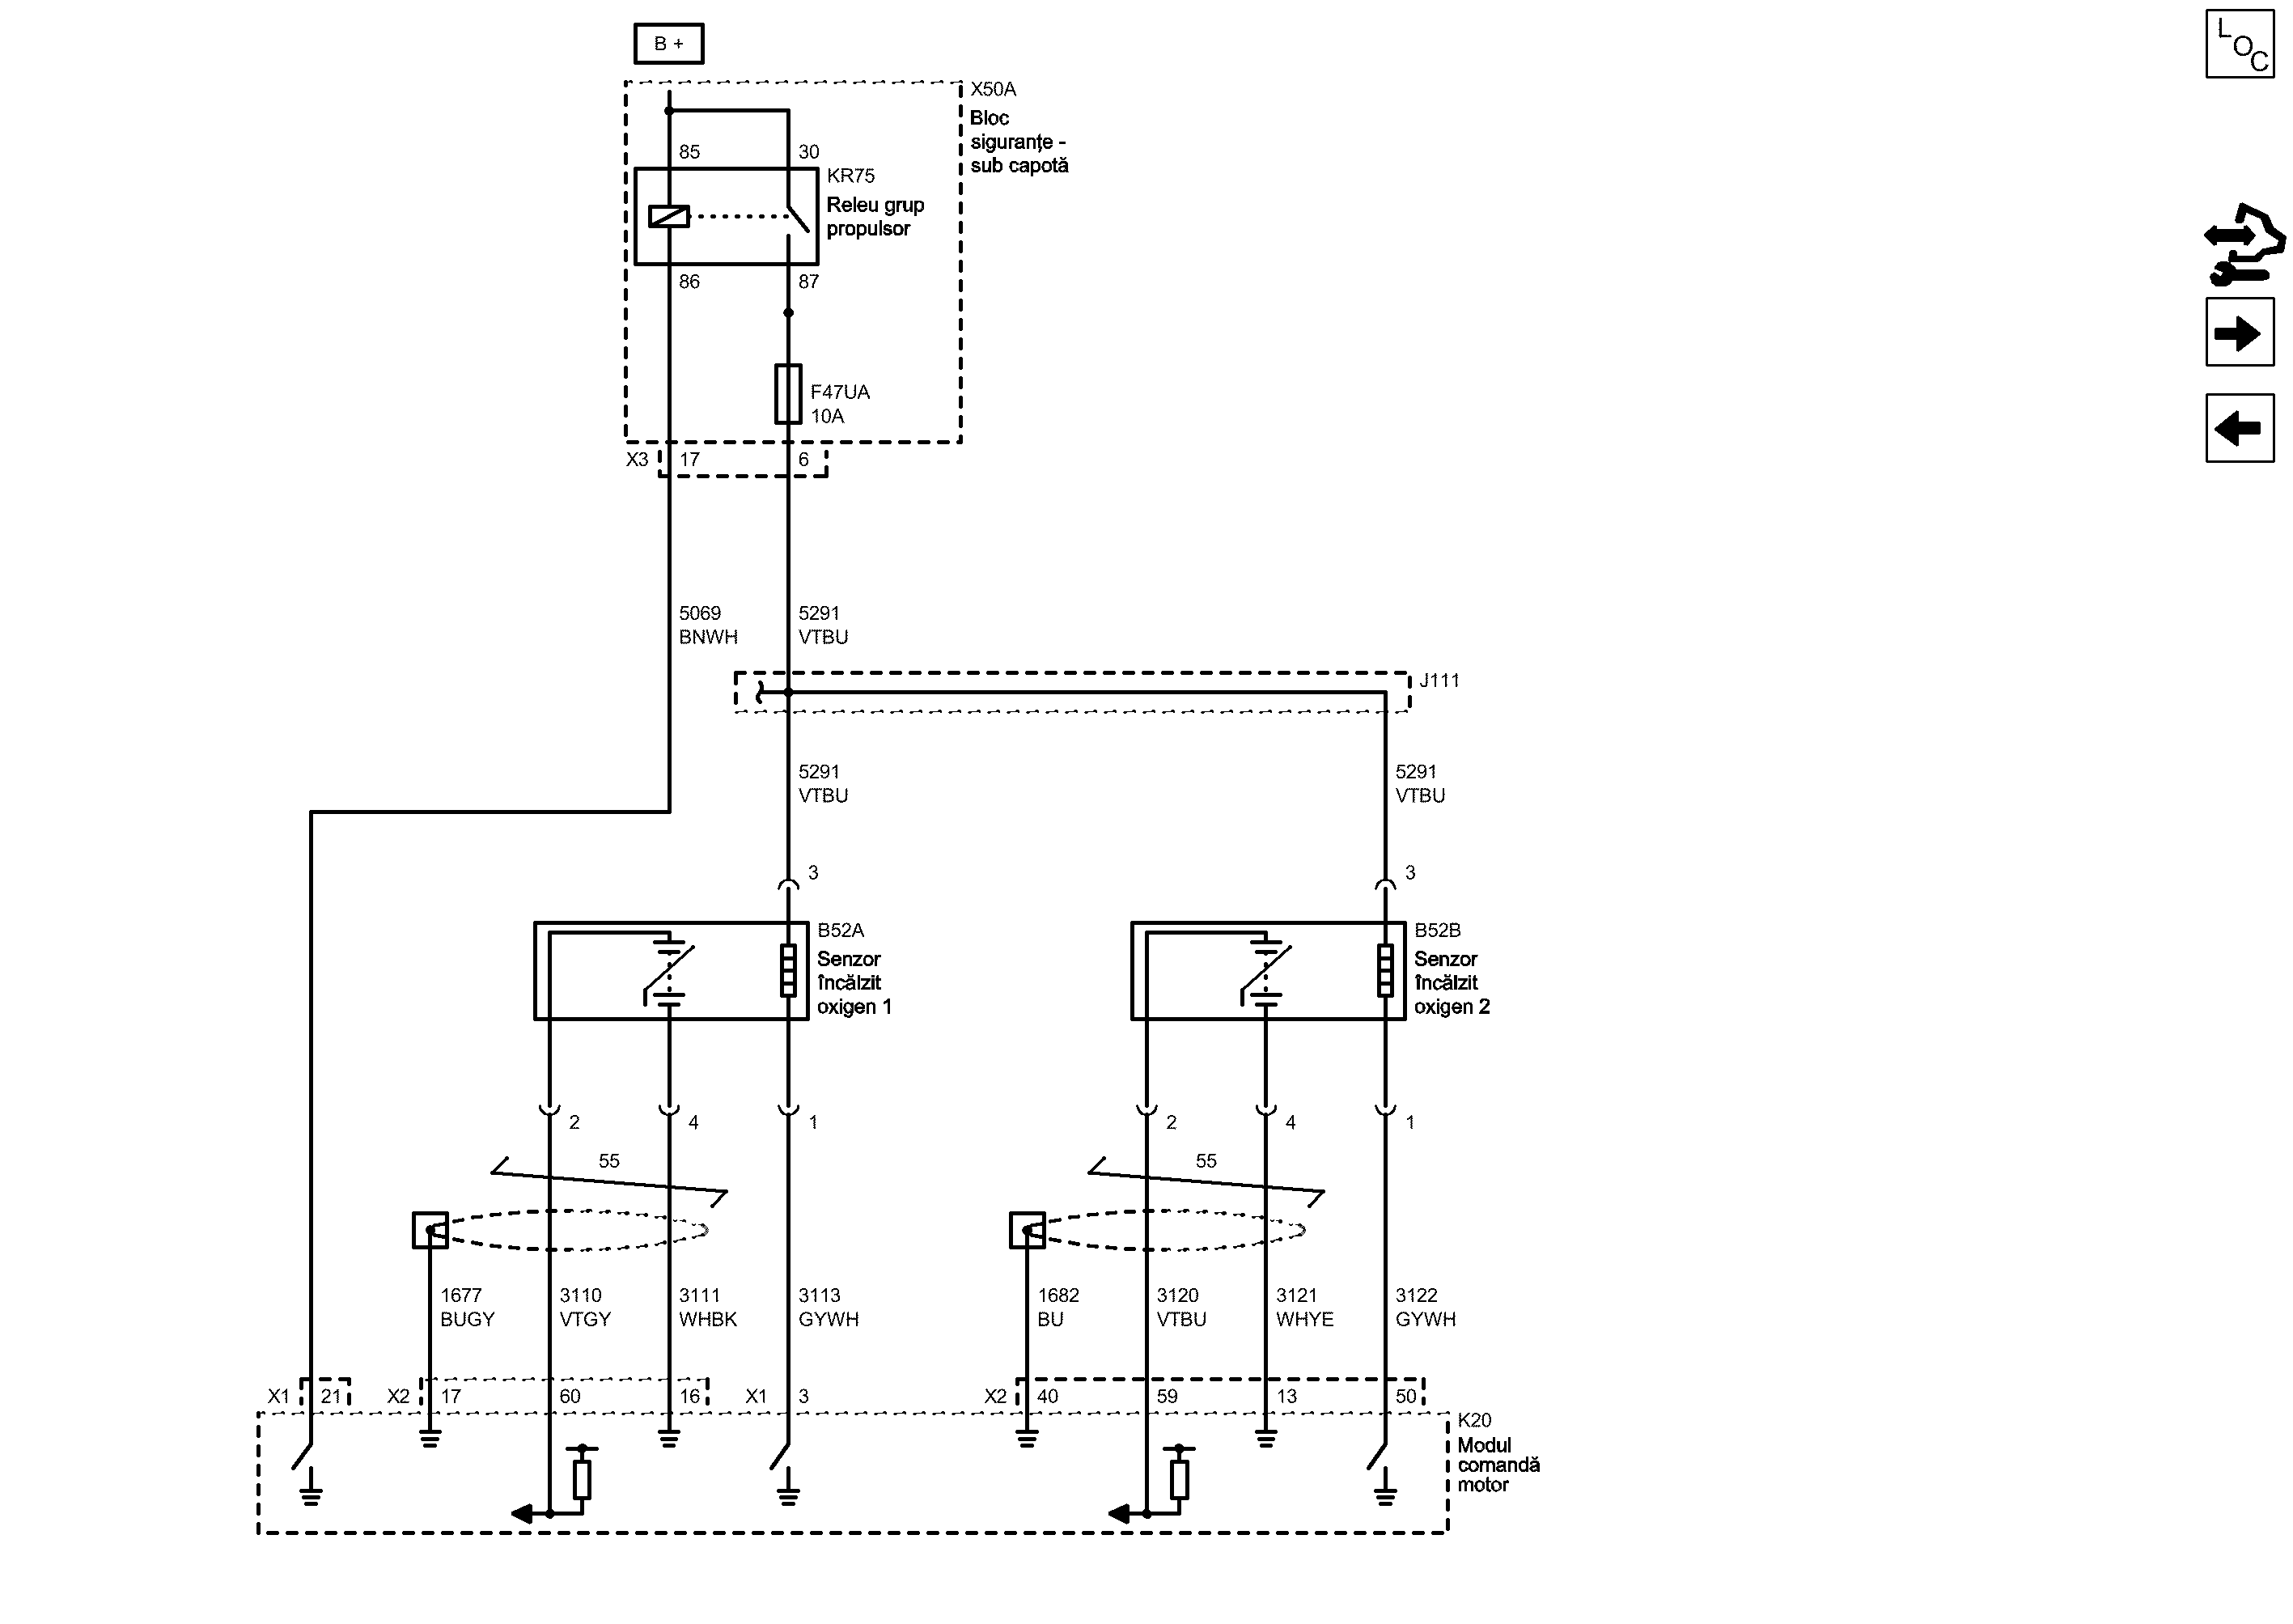 B +
LOC
X50A
Bloc
siguranțe -
sub capotă
85
30
KR75
Releu grup
propulsor
86
87
F47UA
10A
X3
17
6
5069
BNWH
5291
VTBU
J111
5291
VTBU
5291
VTBU
3
3
B52A
Senzor
încălzit
oxigen 1
B52B
Senzor
încălzit
oxigen 2
2
4
1
2
4
1
55
55
1677
BUGY
3110
VTGY
3111
WHBK
3113
GYWH
1682
BU
3120
VTBU
3121
WHYE
3122
GYWH
X1
21
X2
17
60
16
X1
3
X2
40
59
13
50
K20
Modul
comandă
motor